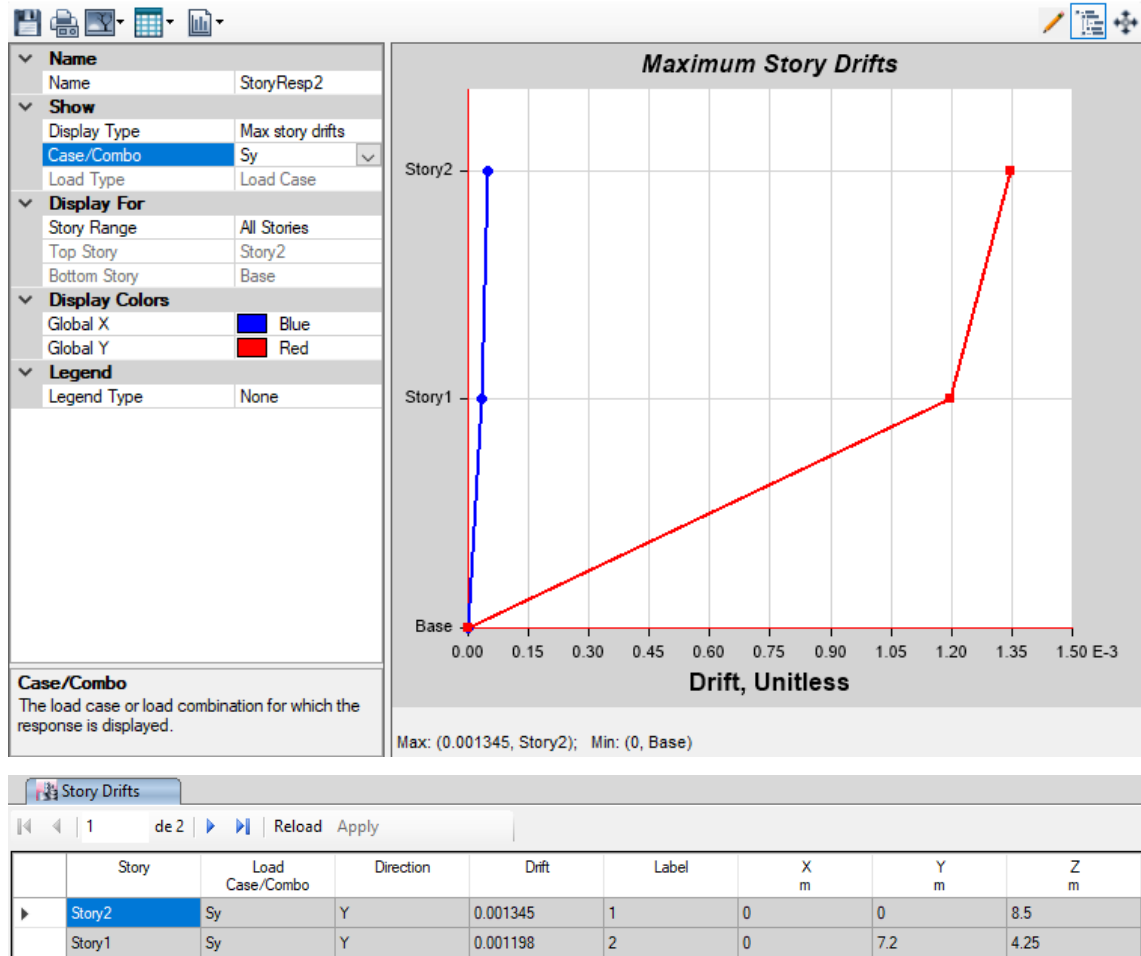 Name
Name StoryResp2
Show
Display Type Max story drifts
Case/Combo Sy
Load Type Load Case
Display For
Story Range All Stories
Top Story Story2
Bottom Story Base
Display Colors
Global X Blue
Global Y Red
Legend
Legend Type None
Case/Combo
The load case or load combination for which the
response is displayed.
Maximum Story Drifts
Story2
Story1
Base
0.00 0.15 0.30 0.45 0.60 0.75 0.90 1.05 1.20 1.35 1.50 E-3
Drift, Unitless
Max: (0.001345, Story2); Min: (0, Base)
Story Drifts
1 de 2 Reload Apply
Story Load Case/Combo Direction Drift Label X m Y m Z m
Story2 Sy Y 0.001345 1 0 0 8.5
Story1 Sy Y 0.001198 2 0 7.2 4.25